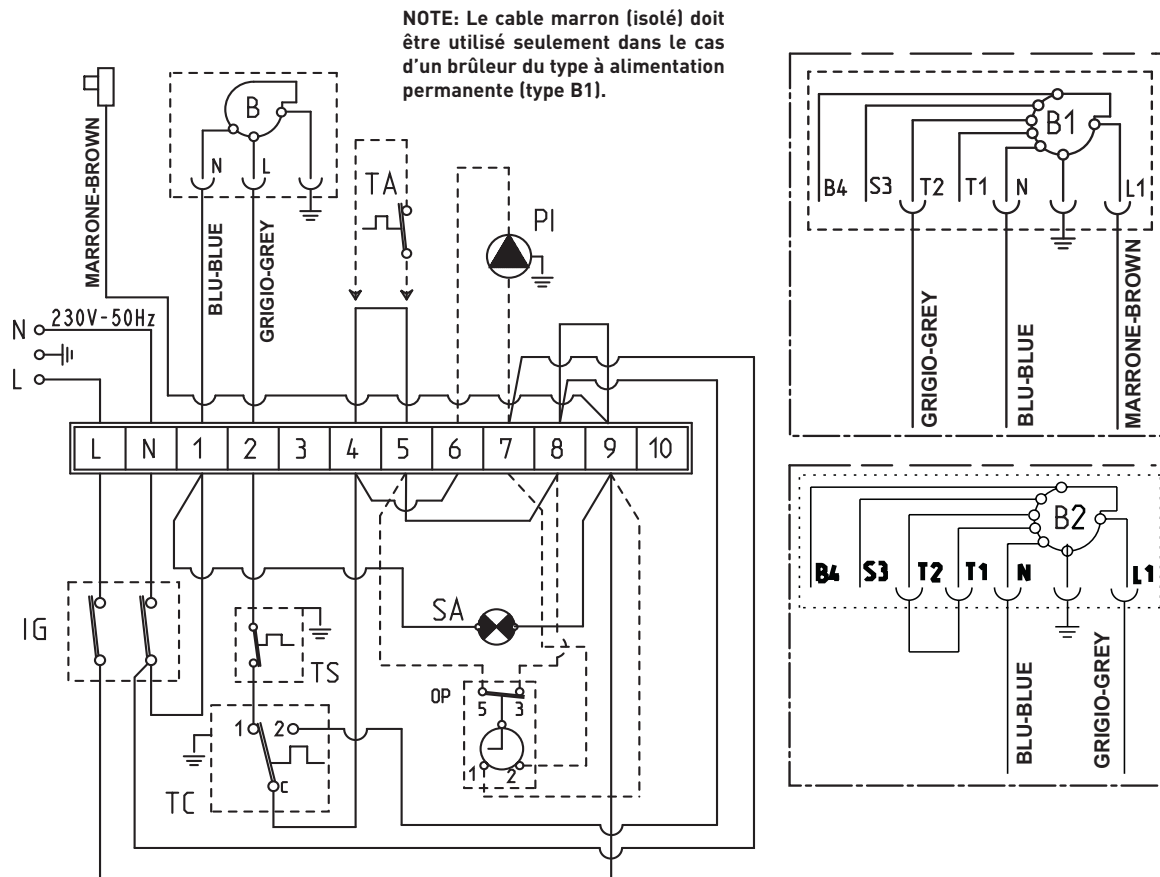 NOTE: Le cable marron (isolé) doit
être utilisé seulement dans le cas
d'un brûleur du type à alimentation
permanente (type B1).
MARRONE-BROWN
B
N L
BLU-BLUE
GRIGIO-GREY
TA
PI
N 230V-50Hz
L
L N 1 2 3 4 5 6 7 8 9 10
IG
TS
SA
OP
5 3
1 2
1 2
C
TC
B1
B4 S3 T2 T1 N L1
GRIGIO-GREY
BLU-BLUE
MARRONE-BROWN
B2
B4 S3 T2 T1 N L1
BLU-BLUE
GRIGIO-GREY